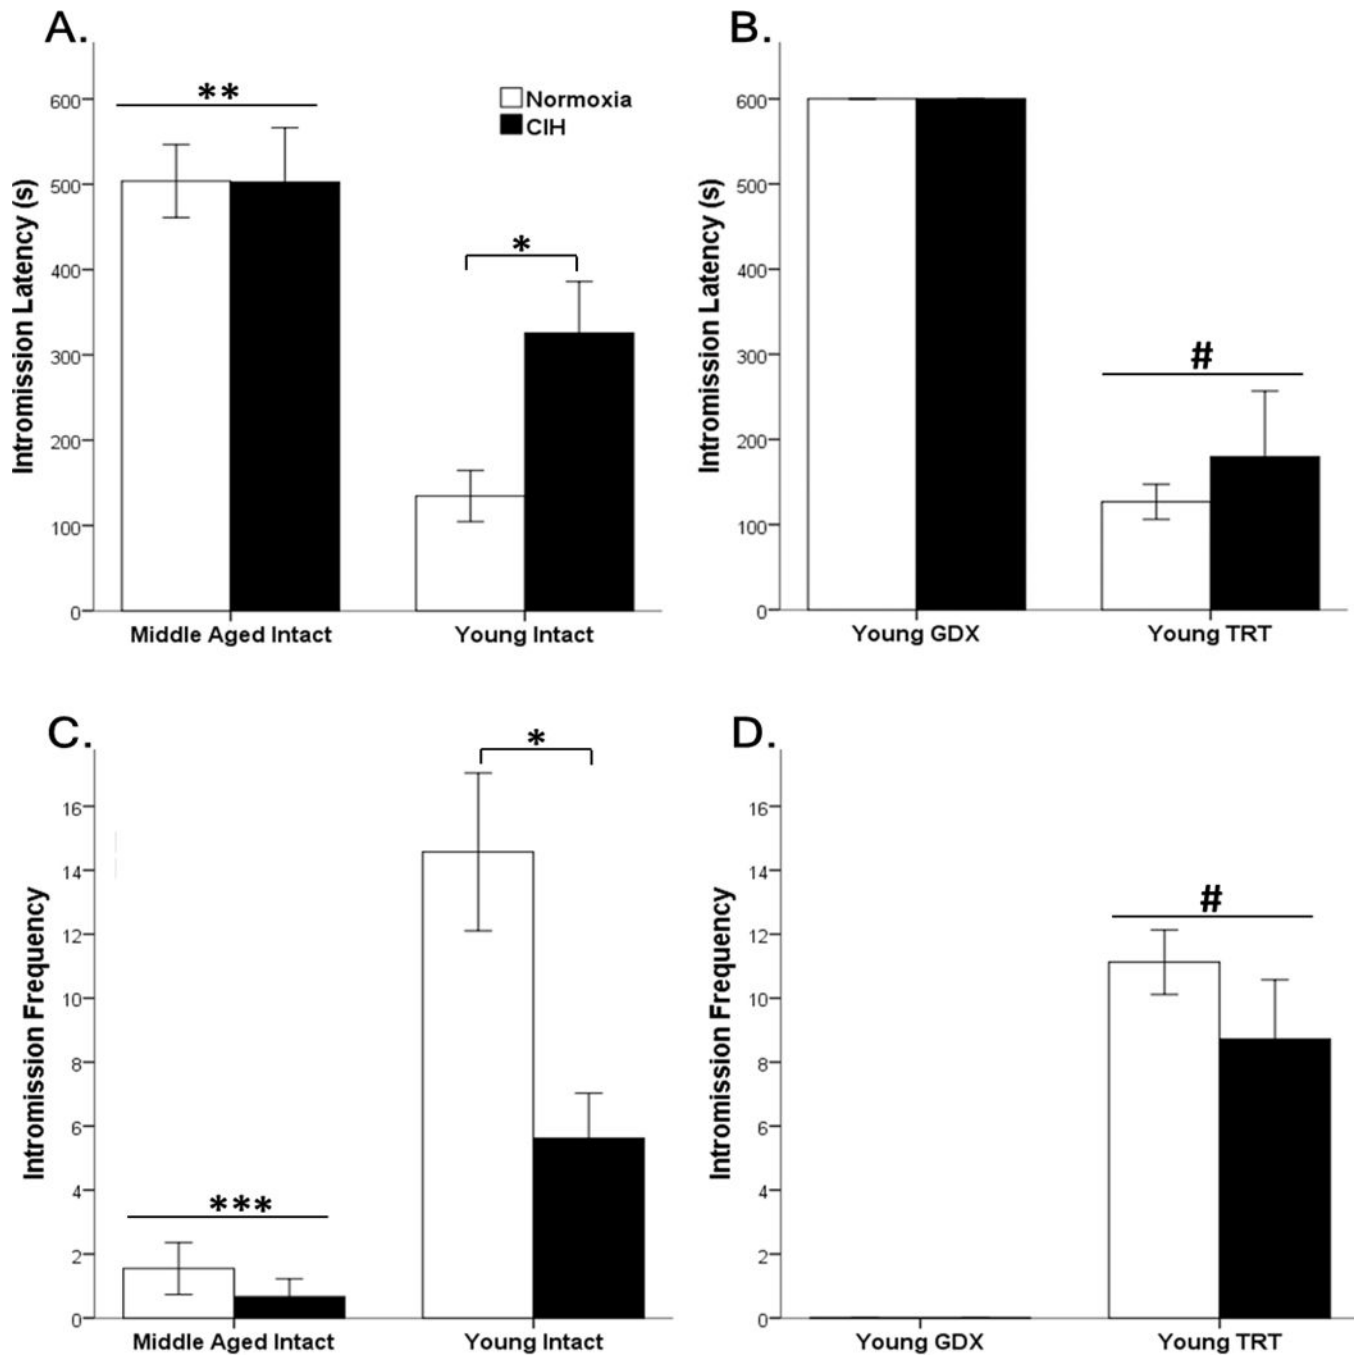 A.
**
Normoxia
CIH
*
Intromission Latency (s)
600
500
400
300
200
100
0
Middle Aged Intact
Young Intact
B.
#
Intromission Latency (s)
600
500
400
300
200
100
0
Young GDX
Young TRT
C.
*
***
Intromission Frequency
16
14
12
10
8
6
4
2
0
Middle Aged Intact
Young Intact
D.
#
Intromission Frequency
16
14
12
10
8
6
4
2
0
Young GDX
Young TRT